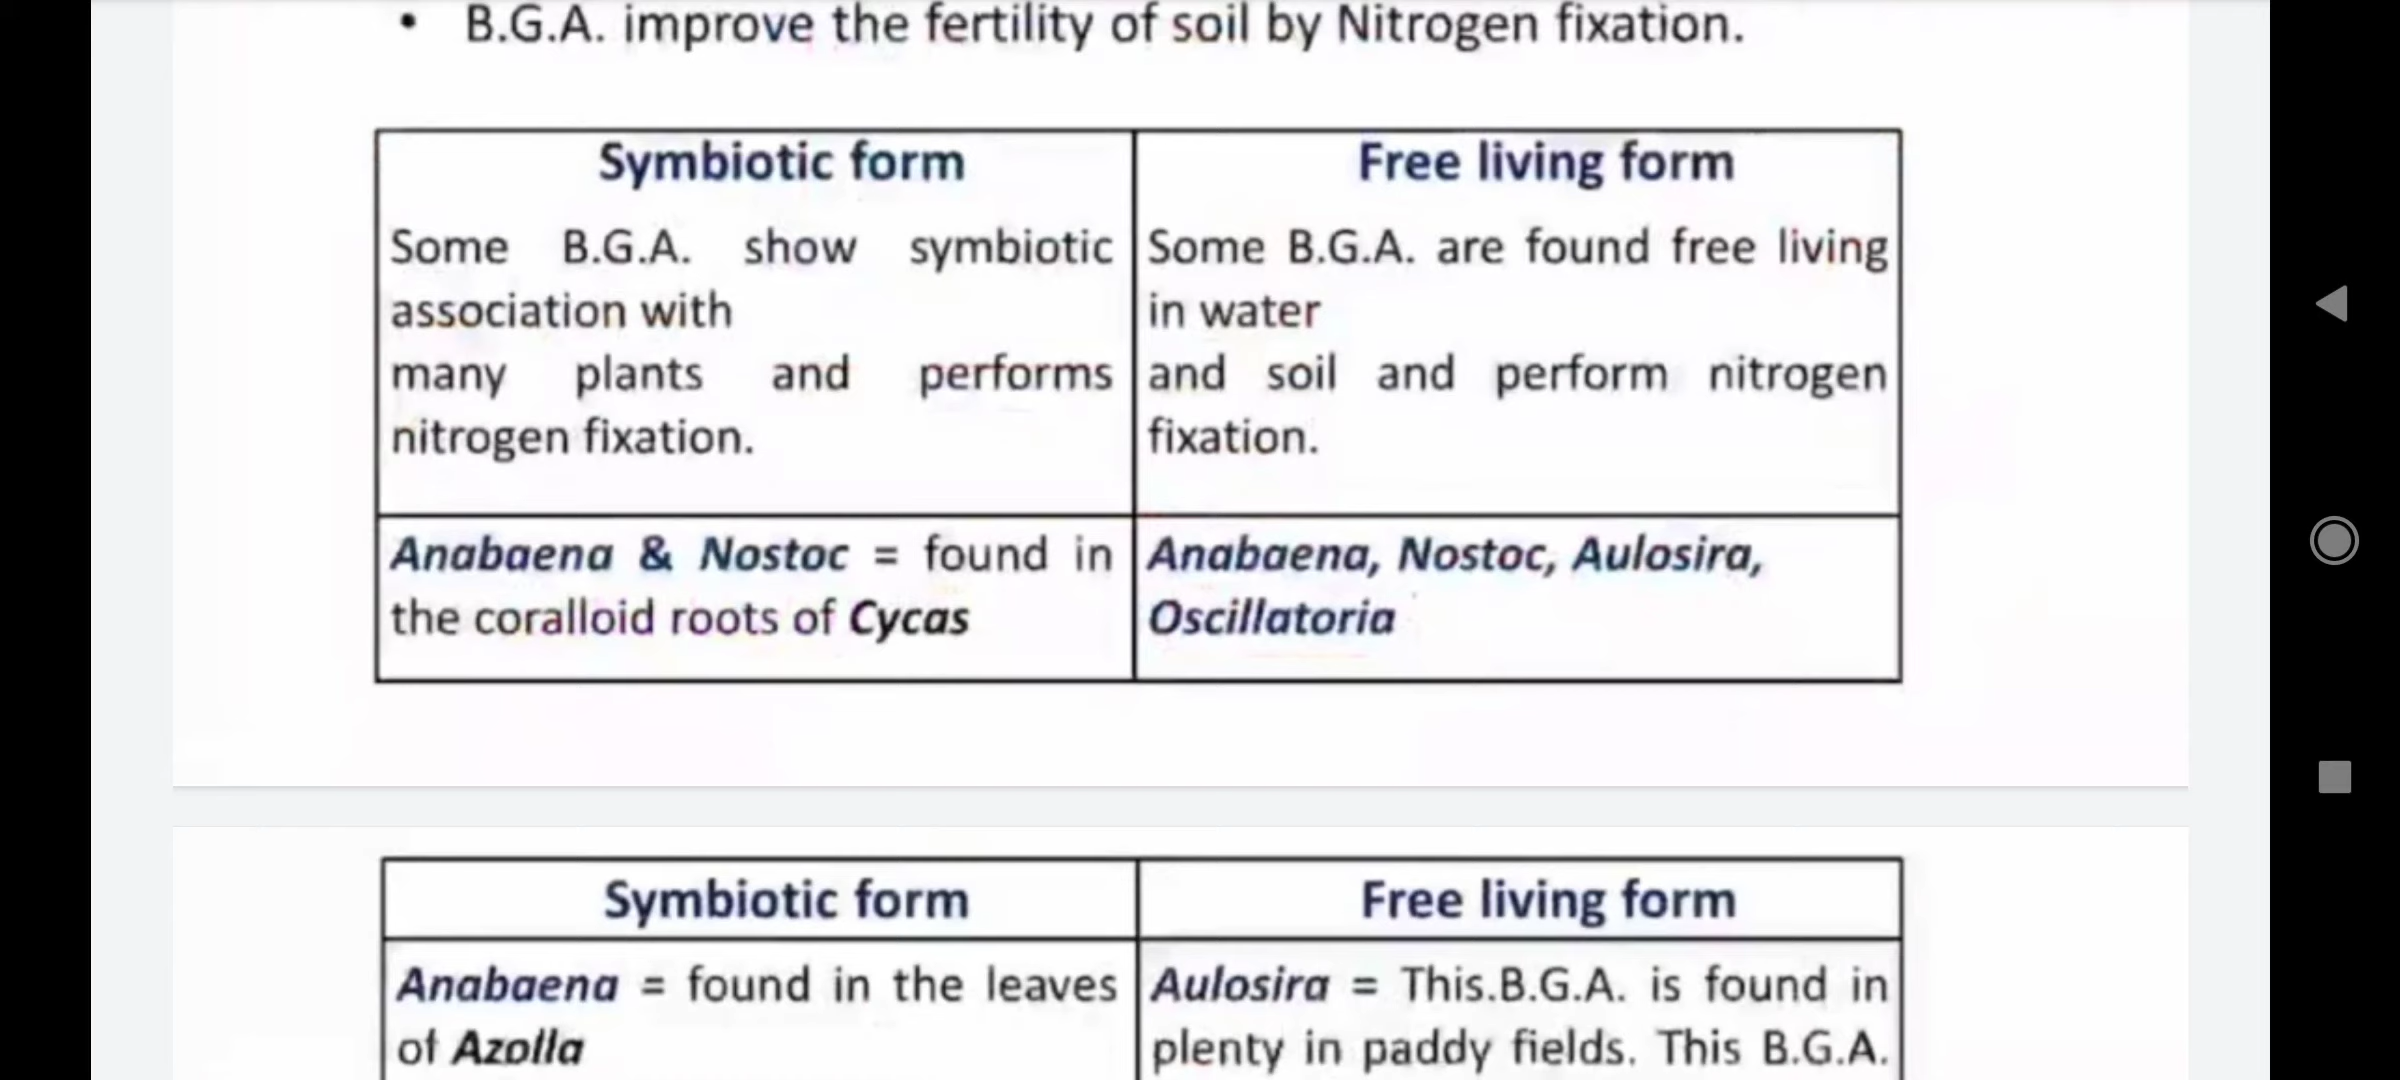 • B.G.A. improve the fertility of soil by Nitrogen fixation.
Symbiotic form
Some B.G.A. show symbiotic
association with
many plants and performs
nitrogen fixation.
Free living form
Some B.G.A. are found free living
in water
and soil and perform nitrogen
fixation.
Anabaena & Nostoc = found in
the coralloid roots of Cycas
Anabaena, Nostoc, Aulosira,
Oscillatoria
Symbiotic form
Free living form
Anabaena = found in the leaves
of Azolla
Aulosira = This.B.G.A. is found in
plenty in paddy fields. This B.G.A.